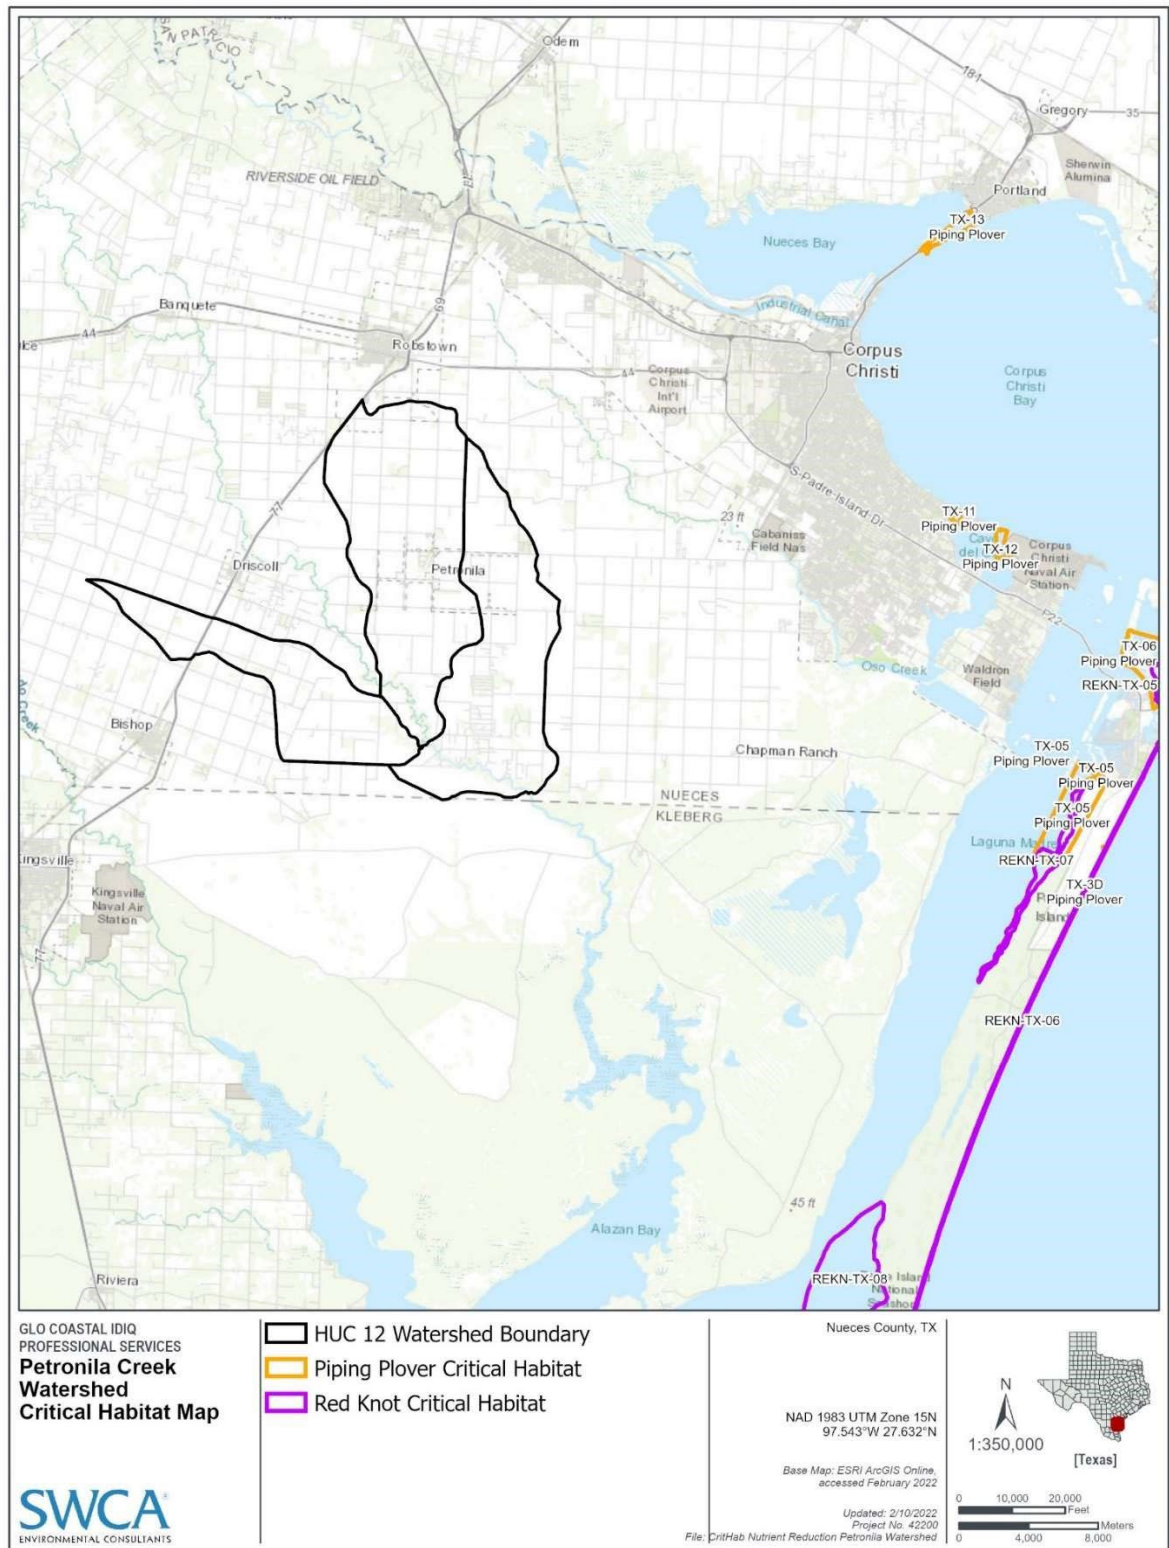 SAN PATRICIO
Odem
181
Gregory
35
Sherwin
Alumina
RIVERSIDE OIL FIELD
77
Portland
TX-13
Piping Plover
Nueces Bay
Banquete
Industrial Canal
69
44
Robstown
Corpus
Christi
44
Corpus
Christi
Int'l
Airport
Corpus
Christi
Bay
S-Padre-Island-Dr
77
23 ft
TX-11
Piping Plover
Cabaniss
Field Nas
TX-12
Piping Plover
Corpus
Christi
Naval Air
Station
Driscoll
Petronila
P22
TX-06
Piping Plover
Oso Creek
Waldron
Field
REKN-TX-05
Bishop
Chapman Ranch
TX-05
Piping Plover
TX-05
Piping Plover
NUECES
KLEBERG
TX-05
Piping Plover
Laguna Madre
REKN-TX-07
Kingsville
Naval Air
Station
TX-3D
Piping Plover
Island
77
REKN-TX-06
45 ft
Alazan Bay
Riviera
REKN-TX-08
Island
National
Seashore
GLO COASTAL IDIQ
PROFESSIONAL SERVICES
Petronila Creek
Watershed
Critical Habitat Map
SWCA
ENVIRONMENTAL CONSULTANTS
HUC 12 Watershed Boundary
Piping Plover Critical Habitat
Red Knot Critical Habitat
Nueces County, TX
NAD 1983 UTM Zone 15N
97.543°W 27.632°N
Base Map: ESRI ArcGIS Online,
accessed February 2022
Updated: 2/10/2022
Project No. 42200
File: CritHab Nutrient Reduction Petronila Watershed
N
1:350,000
[Texas]
0 10,000 20,000
Feet
Meters
0 4,000 8,000